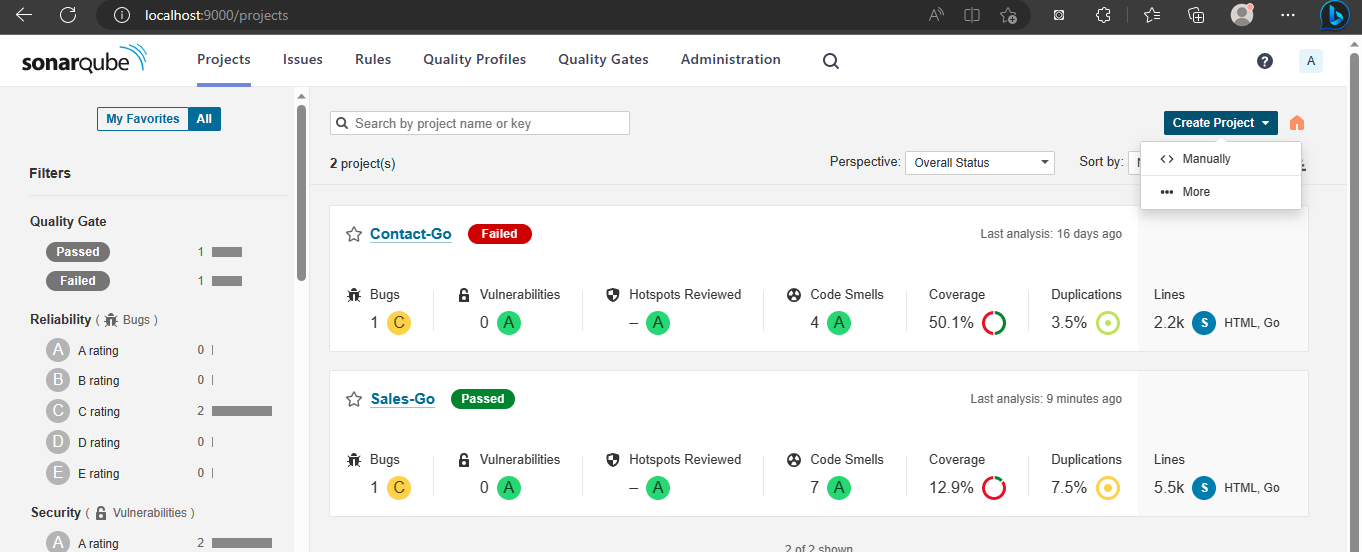 localhost:9000/projects
sonarqube Projects Issues Rules Quality Profiles Quality Gates Administration ? A
My Favorites All
Search by project name or key
Create Project
2 project(s)
Perspective: Overall Status
Sort by:
Manually
More
Filters
Quality Gate
Passed 1
Failed 1
Reliability ( Bugs )
A A rating 0
B B rating 0
C C rating 2
D D rating 0
E E rating 0
Security ( Vulnerabilities )
A A rating 2
Contact-Go Failed Last analysis: 16 days ago
Bugs Vulnerabilities Hotspots Reviewed Code Smells Coverage Duplications Lines
1 C 0 A – A 4 A 50.1% 3.5% 2.2k S HTML, Go
Sales-Go Passed Last analysis: 9 minutes ago
Bugs Vulnerabilities Hotspots Reviewed Code Smells Coverage Duplications Lines
1 C 0 A – A 7 A 12.9% 7.5% 5.5k S HTML, Go
2 of 2 shown